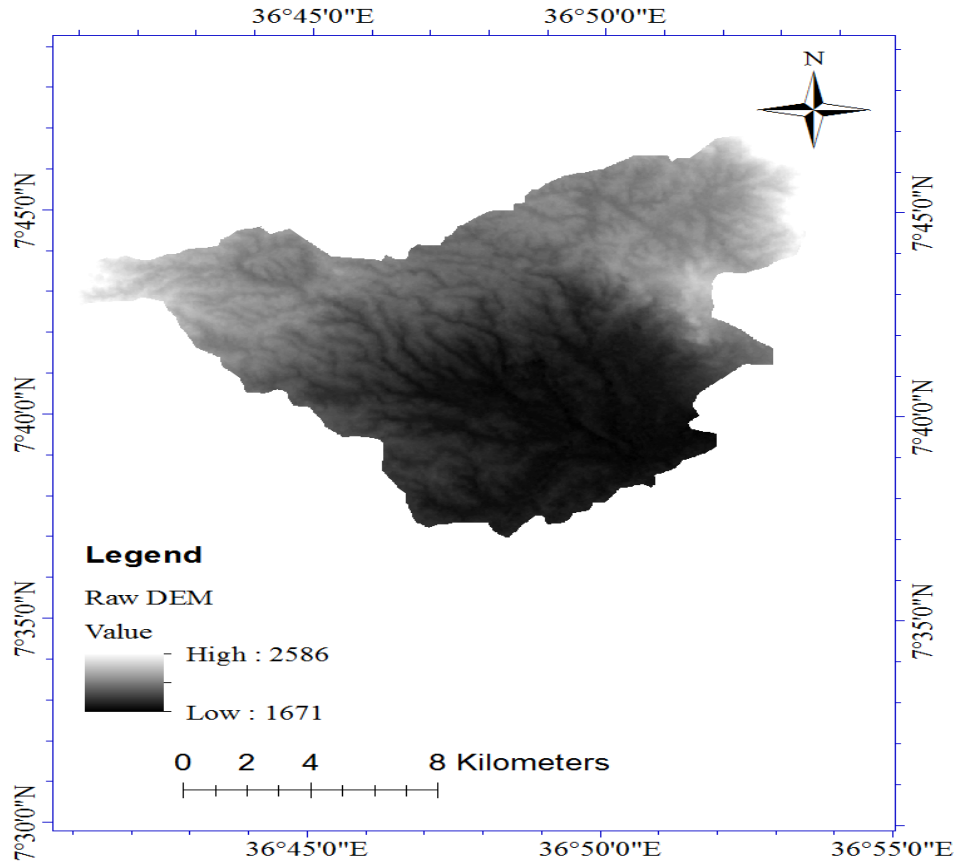 36°45'0"E 36°50'0"E
N
7°45'0"N 7°45'0"N
7°40'0"N 7°40'0"N
Legend
Raw DEM
Value
High : 2586
Low : 1671
7°35'0"N 7°35'0"N
0 2 4 8 Kilometers
7°30'0"N
36°45'0"E 36°50'0"E 36°55'0"E